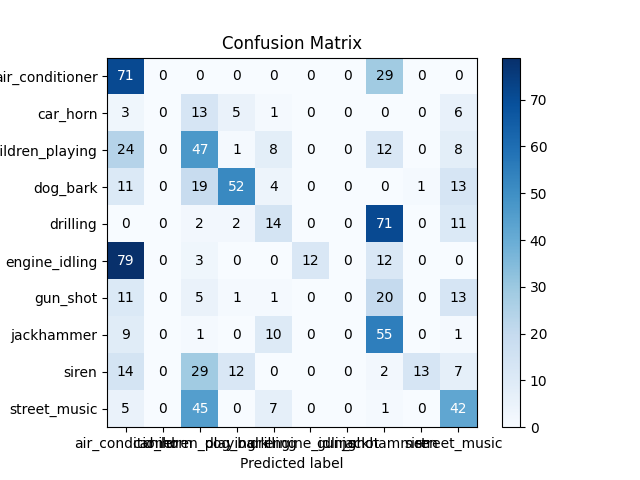 Confusion Matrix
air_conditioner 71 0 0 0 0 0 0 29 0 0
car_horn 3 0 13 5 1 0 0 0 0 6
ildren_playing 24 0 47 1 8 0 0 12 0 8
dog_bark 11 0 19 52 4 0 0 0 1 13
drilling 0 0 2 2 14 0 0 71 0 11
engine_idling 79 0 3 0 0 12 0 12 0 0
gun_shot 11 0 5 1 1 0 0 20 0 13
jackhammer 9 0 1 0 10 0 0 55 0 1
siren 14 0 29 12 0 0 0 2 13 7
street_music 5 0 45 0 7 0 0 1 0 42
70
60
50
40
30
20
10
0
street_music
Predicted label